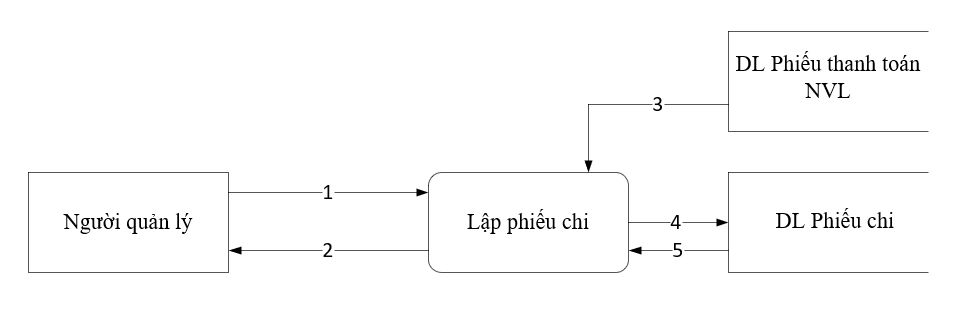 DL Phiếu thanh toán
NVL
3
1
Người quản lý
Lập phiếu chi
4
DL Phiếu chi
2
5